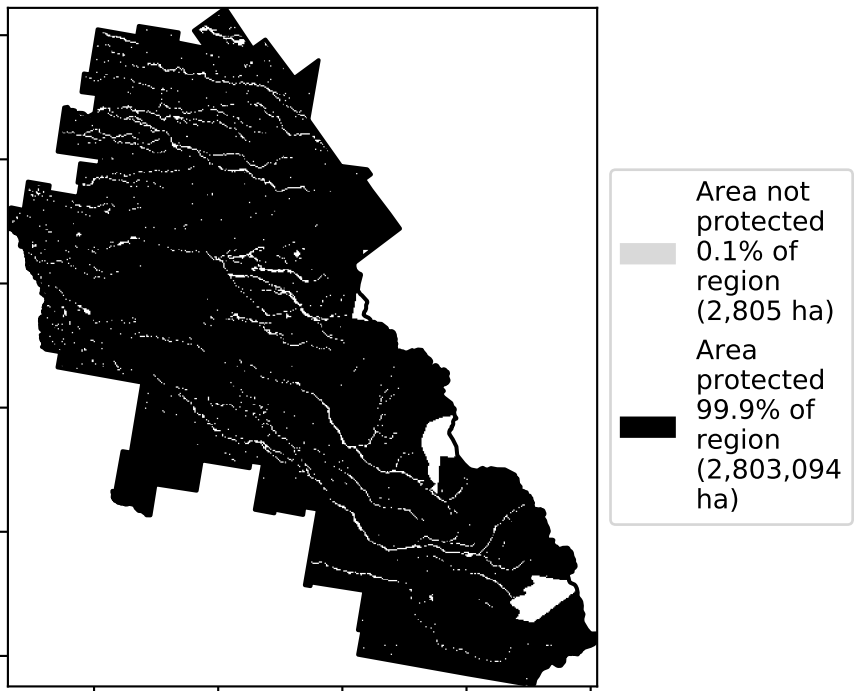 Area not
protected
0.1% of
region
(2,805 ha)
Area
protected
99.9% of
region
(2,803,094
ha)